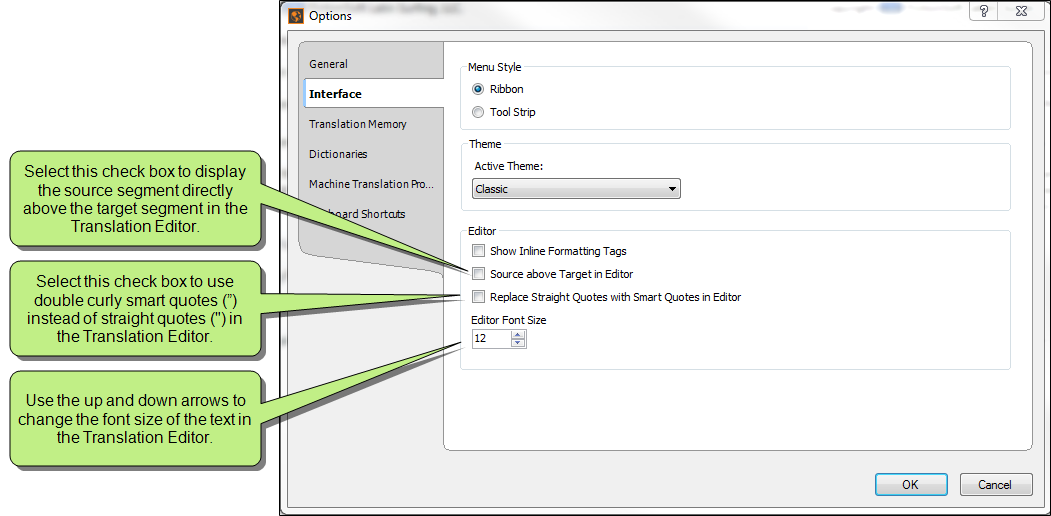 Options
?
General
Interface
Translation Memory
Dictionaries
Machine Translation Pro...
board Shortcuts
Menu Style
Ribbon
Tool Strip
Theme
Active Theme:
Classic
Editor
Show Inline Formatting Tags
Source above Target in Editor
Replace Straight Quotes with Smart Quotes in Editor
Editor Font Size
12
OK
Cancel
Select this check box to display
the source segment directly
above the target segment in the
Translation Editor.
Select this check box to use
double curly smart quotes (”)
instead of straight quotes (") in
the Translation Editor.
Use the up and down arrows to
change the font size of the text in
the Translation Editor.